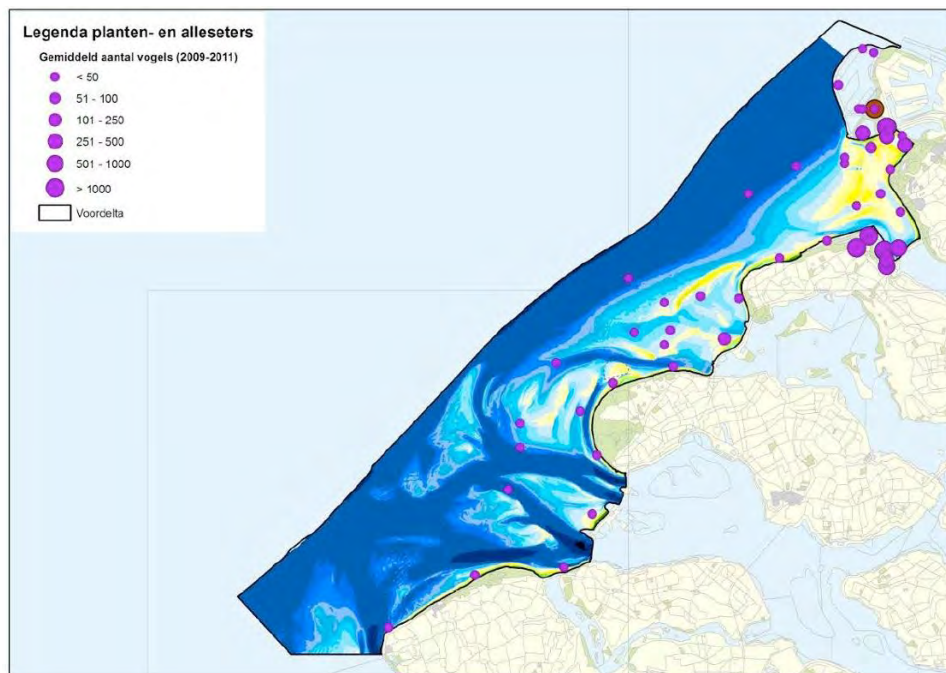 Legenda planten- en alleseters
Gemiddeld aantal vogels (2009-2011)
< 50
51 - 100
101 - 250
251 - 500
501 - 1000
> 1000
Voordelta